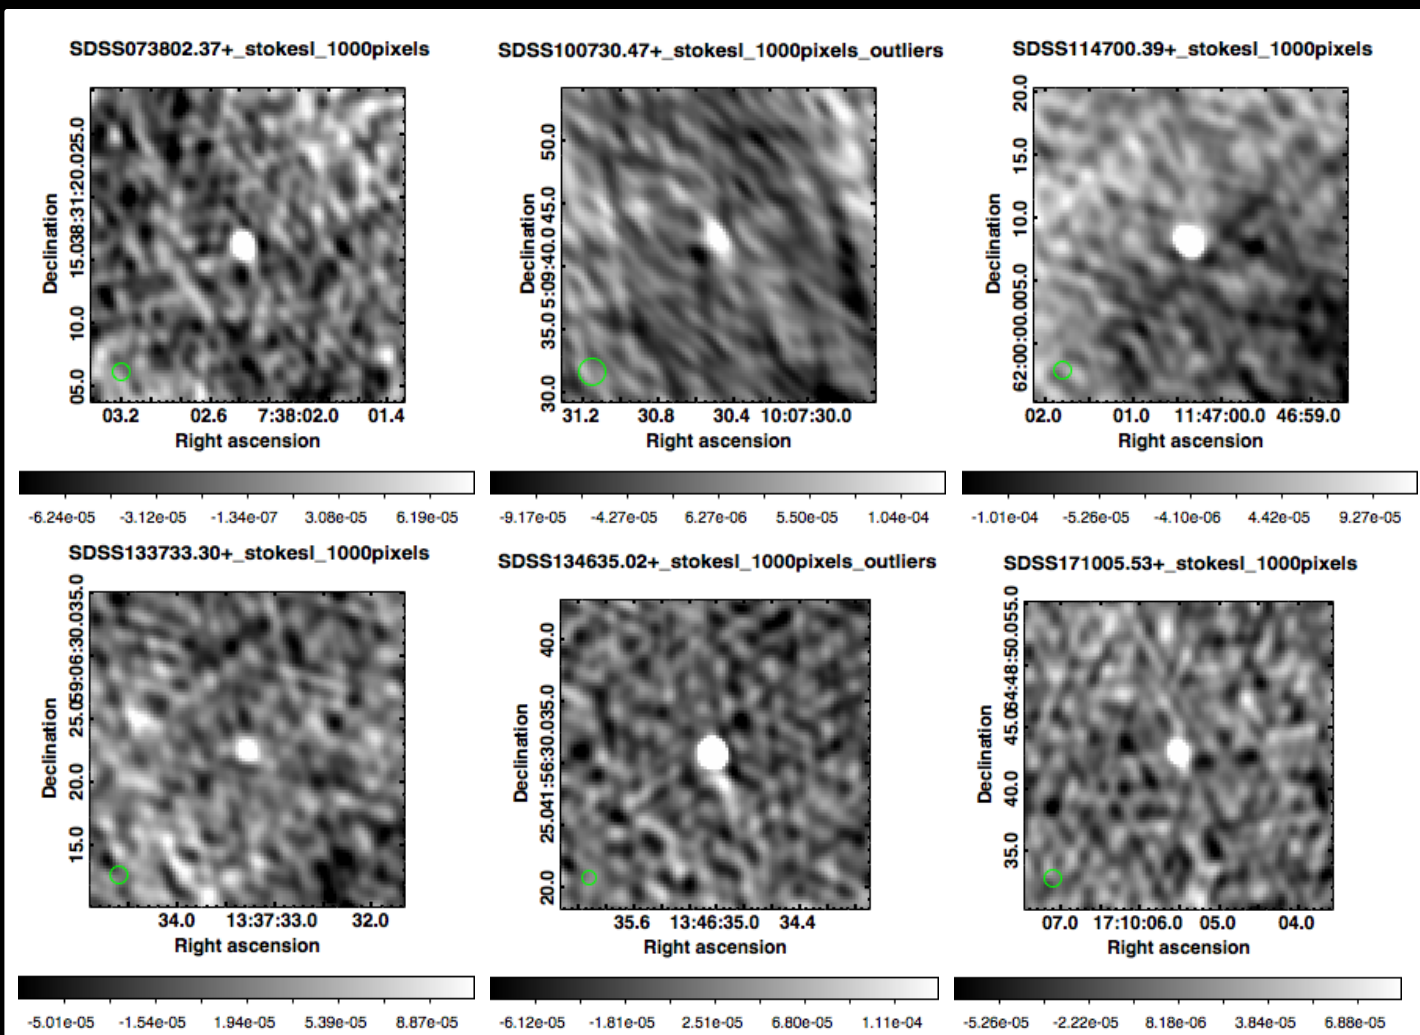 SDSS073802.37+_stokesI_1000pixels
Declination
05.0 10.0 15.038:31:20.025.0
03.2 02.6 7:38:02.0 01.4
Right ascension
-6.24e-05 -3.12e-05 -1.34e-07 3.08e-05 6.19e-05
SDSS100730.47+_stokesI_1000pixels_outliers
Declination
30.0 35.0 5:09:40.0 45.0 50.0
31.2 30.8 30.4 10:07:30.0
Right ascension
-9.17e-05 -4.27e-05 6.27e-06 5.50e-05 1.04e-04
SDSS114700.39+_stokesI_1000pixels
Declination
62:00:00.005.0 10.0 15.0 20.0
02.0 01.0 11:47:00.0 46:59.0
Right ascension
-1.01e-04 -5.26e-05 -4.10e-06 4.42e-05 9.27e-05
SDSS133733.30+_stokesI_1000pixels
Declination
15.0 20.0 25.059:06:30.035.0
34.0 13:37:33.0 32.0
Right ascension
-5.01e-05 -1.54e-05 1.94e-05 5.39e-05 8.87e-05
SDSS134635.02+_stokesI_1000pixels_outliers
Declination
20.0 25.041:56:30.035.0 40.0
35.6 13:46:35.0 34.4
Right ascension
-6.12e-05 -1.81e-05 2.51e-05 6.80e-05 1.11e-04
SDSS171005.53+_stokesI_1000pixels
Declination
35.0 40.0 45.064:48:50.055.0
07.0 17:10:06.0 05.0 04.0
Right ascension
-5.26e-05 -2.22e-05 8.18e-06 3.84e-05 6.88e-05